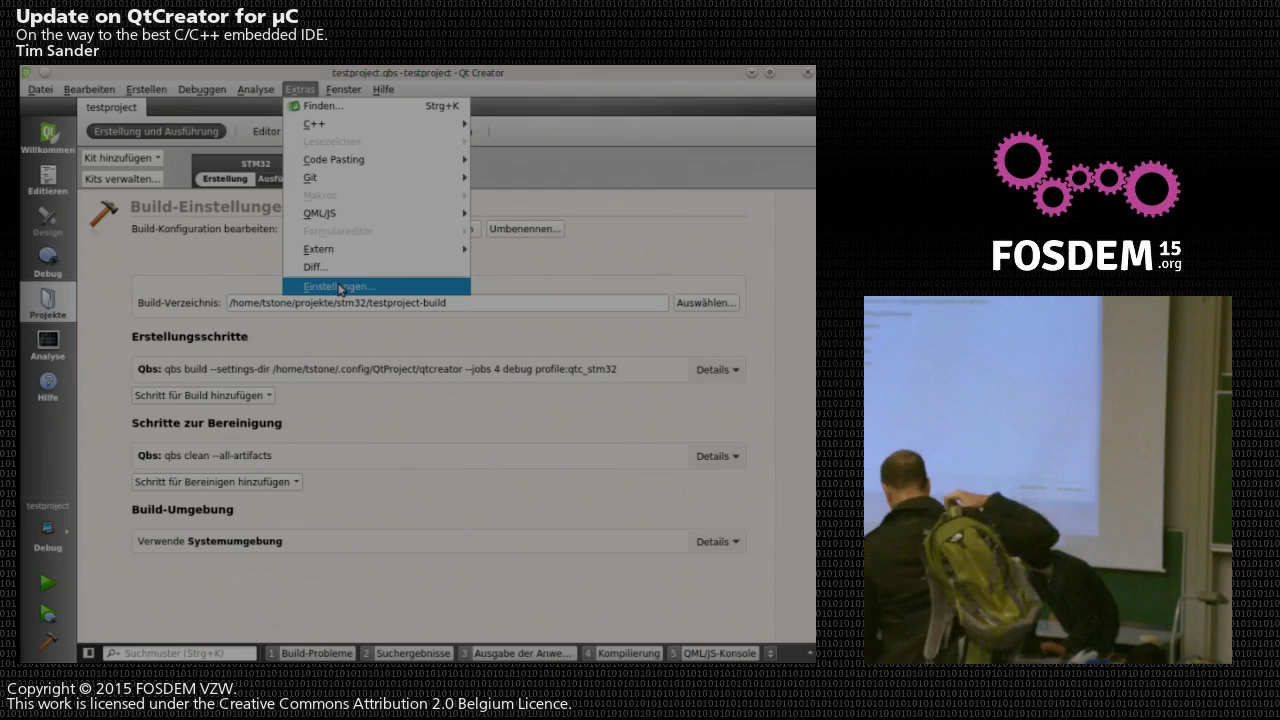 Update on QtCreator for µC
On the way to the best C/C++ embedded IDE.
Tim Sander
testproject.qbs - testproject - Qt Creator
Datei Bearbeiten Erstellen Debuggen Analyse Extras Fenster Hilfe
testproject
Finden... Strg+K
Erstellung und Ausführung Editor
C++
Lesezeichen
Willkommen
Kit hinzufügen
STM32
Code Pasting
Kits verwalten...
Erstellung Ausfü
Git
Editieren
Makros
Build-Einstellunge
QML/JS
Design
Build-Konfiguration bearbeiten:
Formulareditor
n Umbenennen...
Extern
Debug
Diff...
Einstellungen...
Build-Verzeichnis: /home/tstone/projekte/stm32/testproject-build Auswählen...
Projekte
Erstellungsschritte
Analyse
Qbs: qbs build --settings-dir /home/tstone/.config/QtProject/qtcreator --jobs 4 debug profile:qtc_stm32 Details
Hilfe
Schritt für Build hinzufügen
Schritte zur Bereinigung
Qbs: qbs clean --all-artifacts Details
Schritt für Bereinigen hinzufügen
testproject
Build-Umgebung
Debug
Verwende Systemumgebung Details
Suchmuster (Strg+K) 1 Build-Probleme 2 Suchergebnisse 3 Ausgabe der Anwe... 4 Kompilierung 5 QML/JS-Konsole
FOSDEM 15 .org
Copyright © 2015 FOSDEM VZW.
This work is licensed under the Creative Commons Attribution 2.0 Belgium Licence.